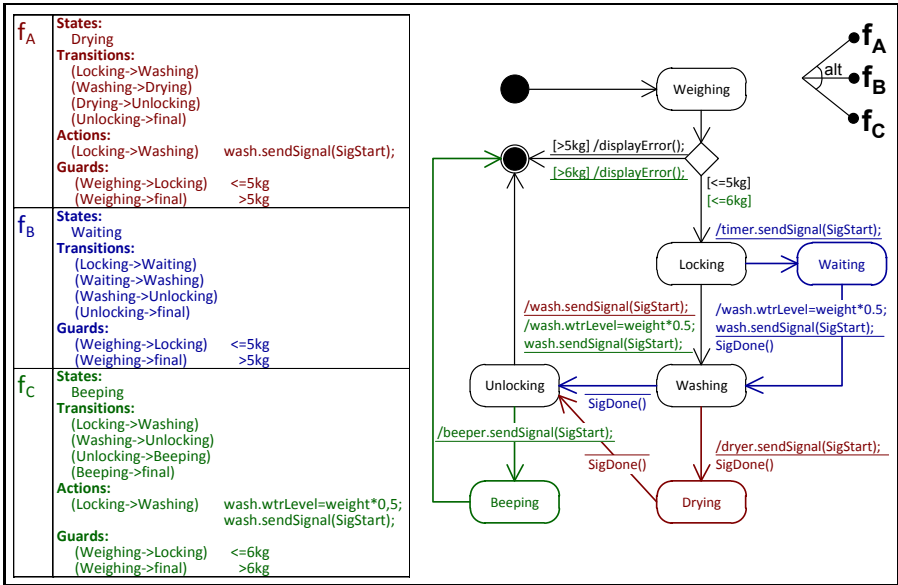 f_A
States:
Drying
Transitions:
(Locking->Washing)
(Washing->Drying)
(Drying->Unlocking)
(Unlocking->final)
Actions:
(Locking->Washing) wash.sendSignal(SigStart);
Guards:
(Weighing->Locking) <=5kg
(Weighing->final) >5kg
f_B
States:
Waiting
Transitions:
(Locking->Waiting)
(Waiting->Washing)
(Washing->Unlocking)
(Unlocking->final)
Guards:
(Weighing->Locking) <=5kg
(Weighing->final) >5kg
f_C
States:
Beeping
Transitions:
(Locking->Washing)
(Washing->Unlocking)
(Unlocking->Beeping)
(Beeping->final)
Actions:
(Locking->Washing) wash.wtrLevel=weight*0,5;
wash.sendSignal(SigStart);
Guards:
(Weighing->Locking) <=6kg
(Weighing->final) >6kg
Weighing
alt
f_A
f_B
f_C
[>5kg] /displayError();
[>6kg] /displayError();
[<=5kg]
[<=6kg]
/timer.sendSignal(SigStart);
Locking
Waiting
/wash.sendSignal(SigStart);
/wash.wtrLevel=weight*0.5;
wash.sendSignal(SigStart);
/wash.wtrLevel=weight*0.5;
wash.sendSignal(SigStart);
SigDone()
Unlocking
Washing
SigDone()
/beeper.sendSignal(SigStart);
SigDone()
/dryer.sendSignal(SigStart);
SigDone()
Beeping
Drying